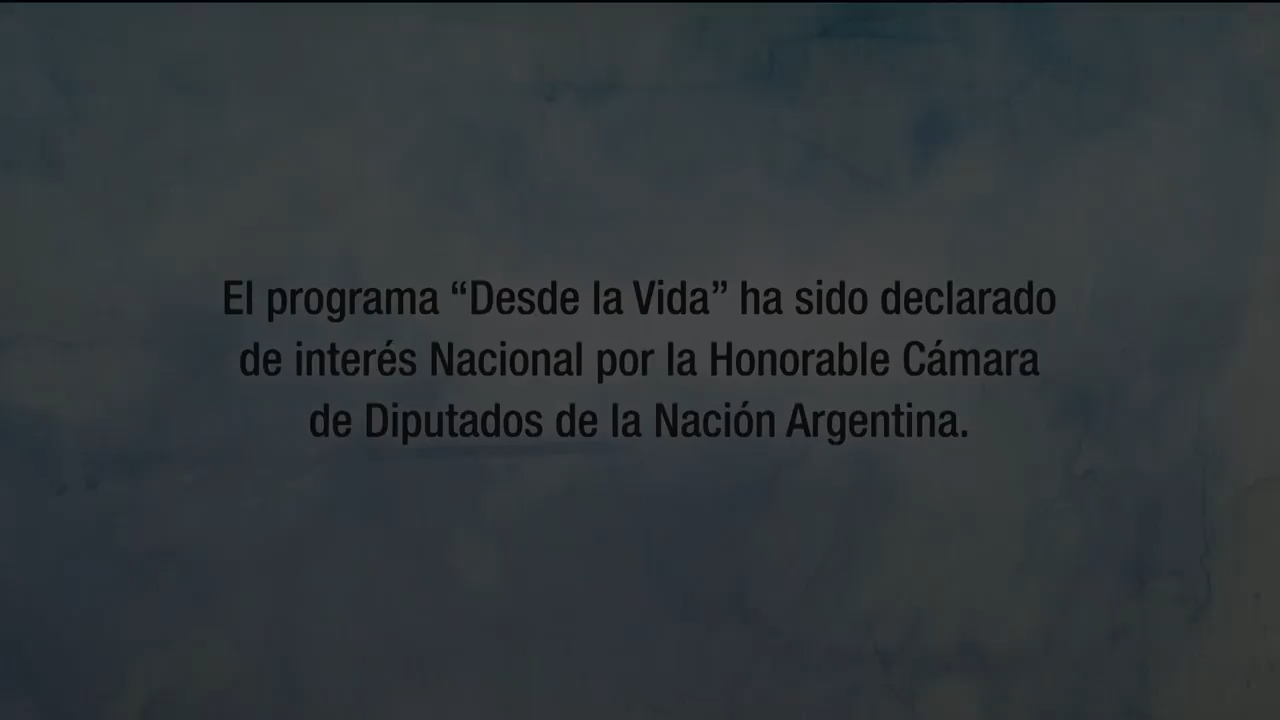 El programa “Desde la Vida” ha sido declarado
de interés Nacional por la Honorable Cámara
de Diputados de la Nación Argentina.